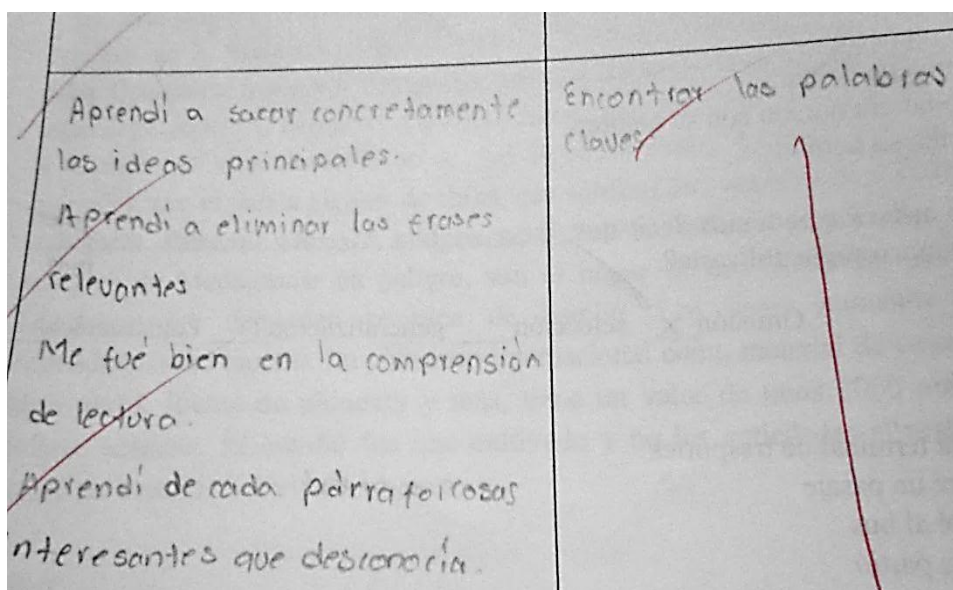 Aprendí a sacar concretamente
las ideas principales.
Aprendí a eliminar las frases
relevantes
Me fué bien en la comprensión
de lectura.
Aprendí de cada párrafo cosas
interesantes que desconocía.
Encontrar las palabras
claves